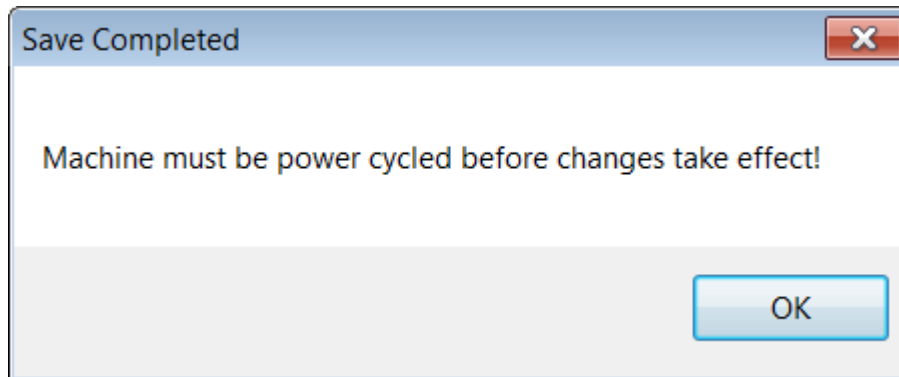 Save Completed
Machine must be power cycled before changes take effect!
OK